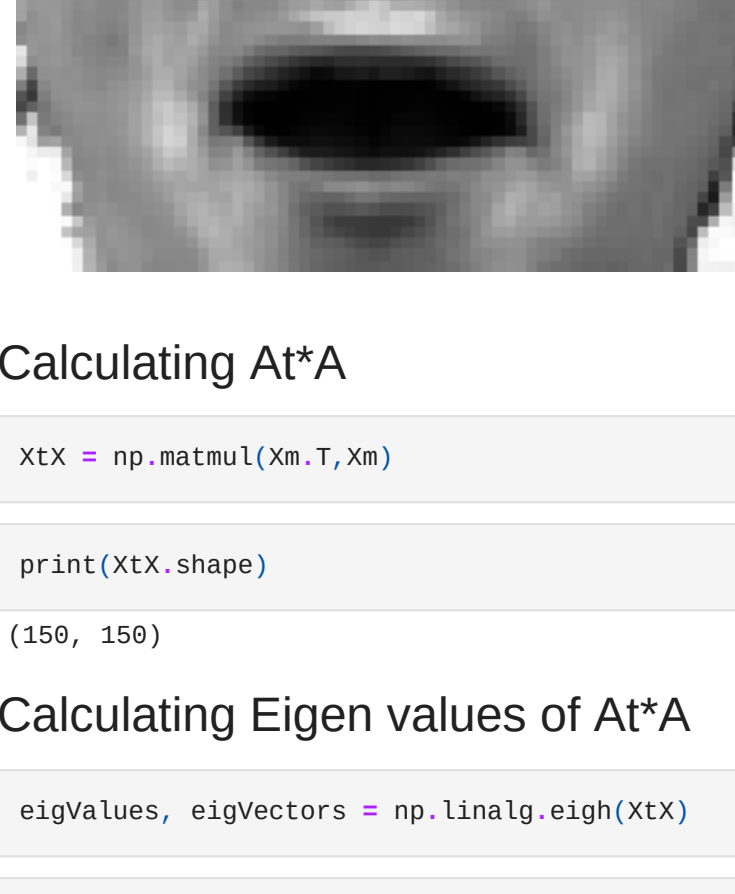 Calculating At*A
XtX = np.matmul(Xm.T,Xm)
print(XtX.shape)
(150, 150)
Calculating Eigen values of At*A
eigValues, eigVectors = np.linalg.eigh(XtX)